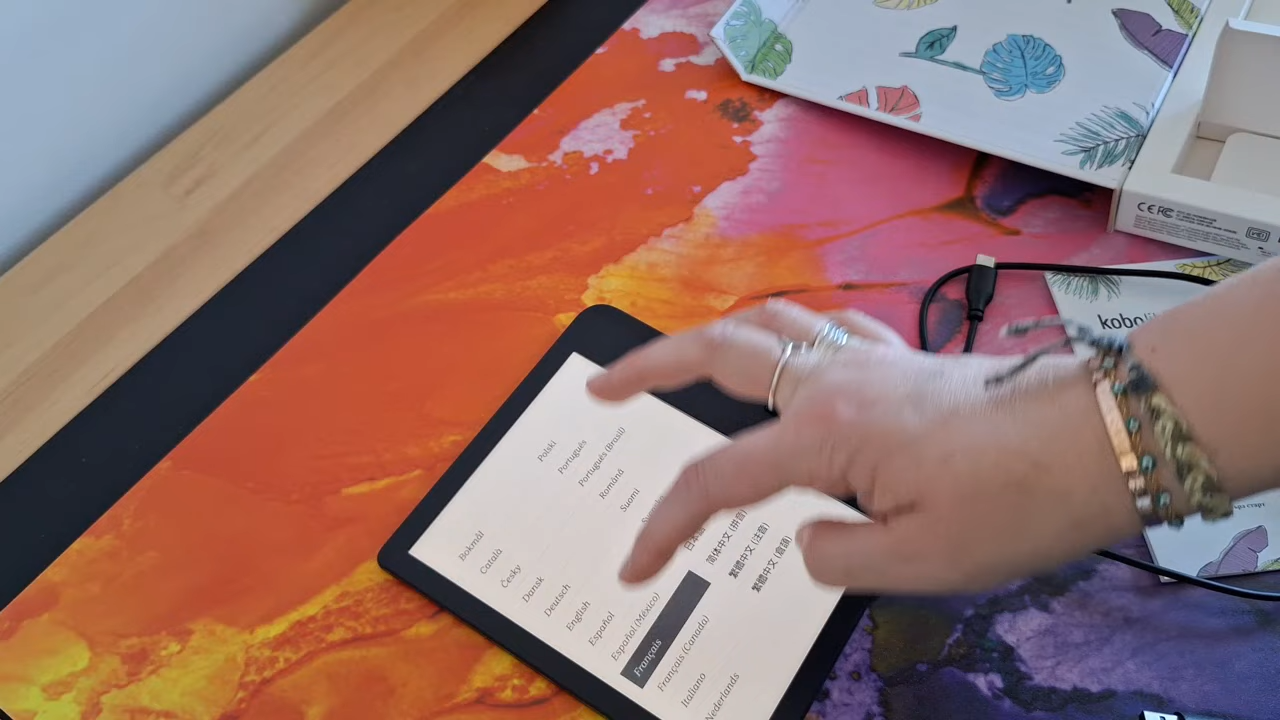 Bokmål
Català
Česky
Dansk
Deutsch
English
Español
Español (México)
Français
Français (Canada)
Italiano
Nederlands
Polski
Português
Português (Brasil)
Română
Suomi
日本語
简体中文 (拼音)
繁體中文 (注音)
繁體中文 (倉頡)
kobo
CE FC